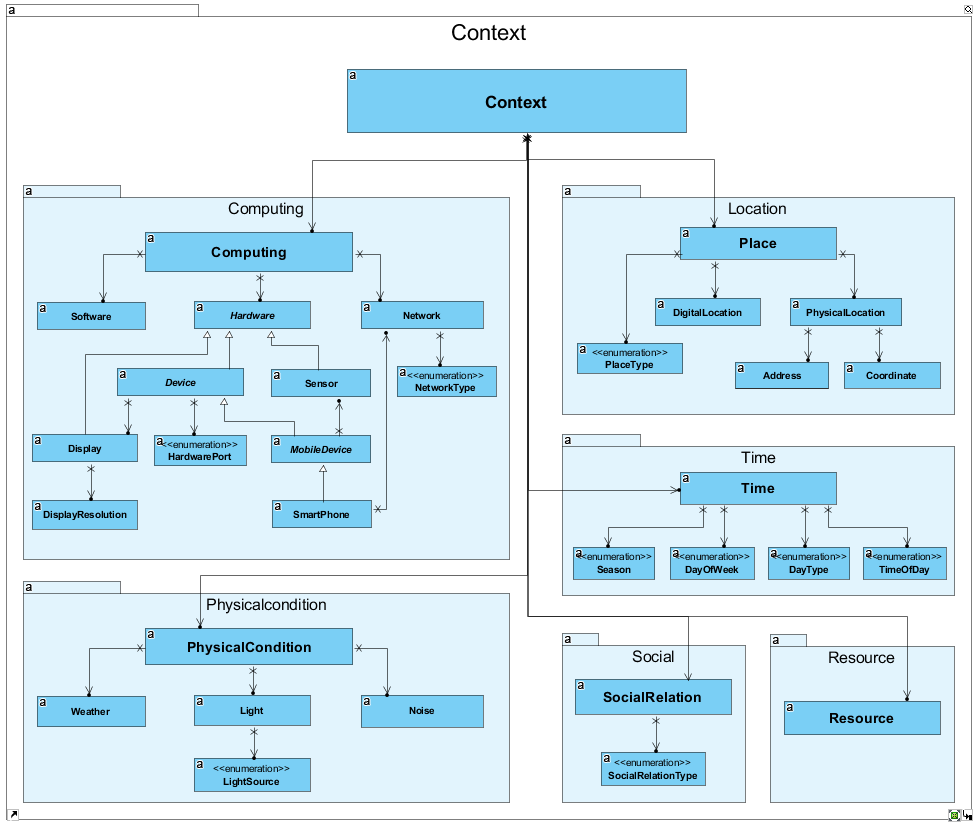 a
Context
a
Context
a
Computing
a
Computing
a
Software
a
Hardware
a
Network
a
Device
a
Sensor
a
<<enumeration>>
NetworkType
a
Display
a
<<enumeration>>
HardwarePort
a
MobileDevice
a
DisplayResolution
a
SmartPhone
a
Location
a
Place
a
DigitalLocation
a
PhysicalLocation
a
<<enumeration>>
PlaceType
a
Address
a
Coordinate
a
Time
a
Time
a
<<enumeration>>
Season
a
<<enumeration>>
DayOfWeek
a
<<enumeration>>
DayType
a
<<enumeration>>
TimeOfDay
a
Physicalcondition
a
PhysicalCondition
a
Weather
a
Light
a
Noise
a
<<enumeration>>
LightSource
a
Social
a
SocialRelation
a
<<enumeration>>
SocialRelationType
a
Resource
a
Resource